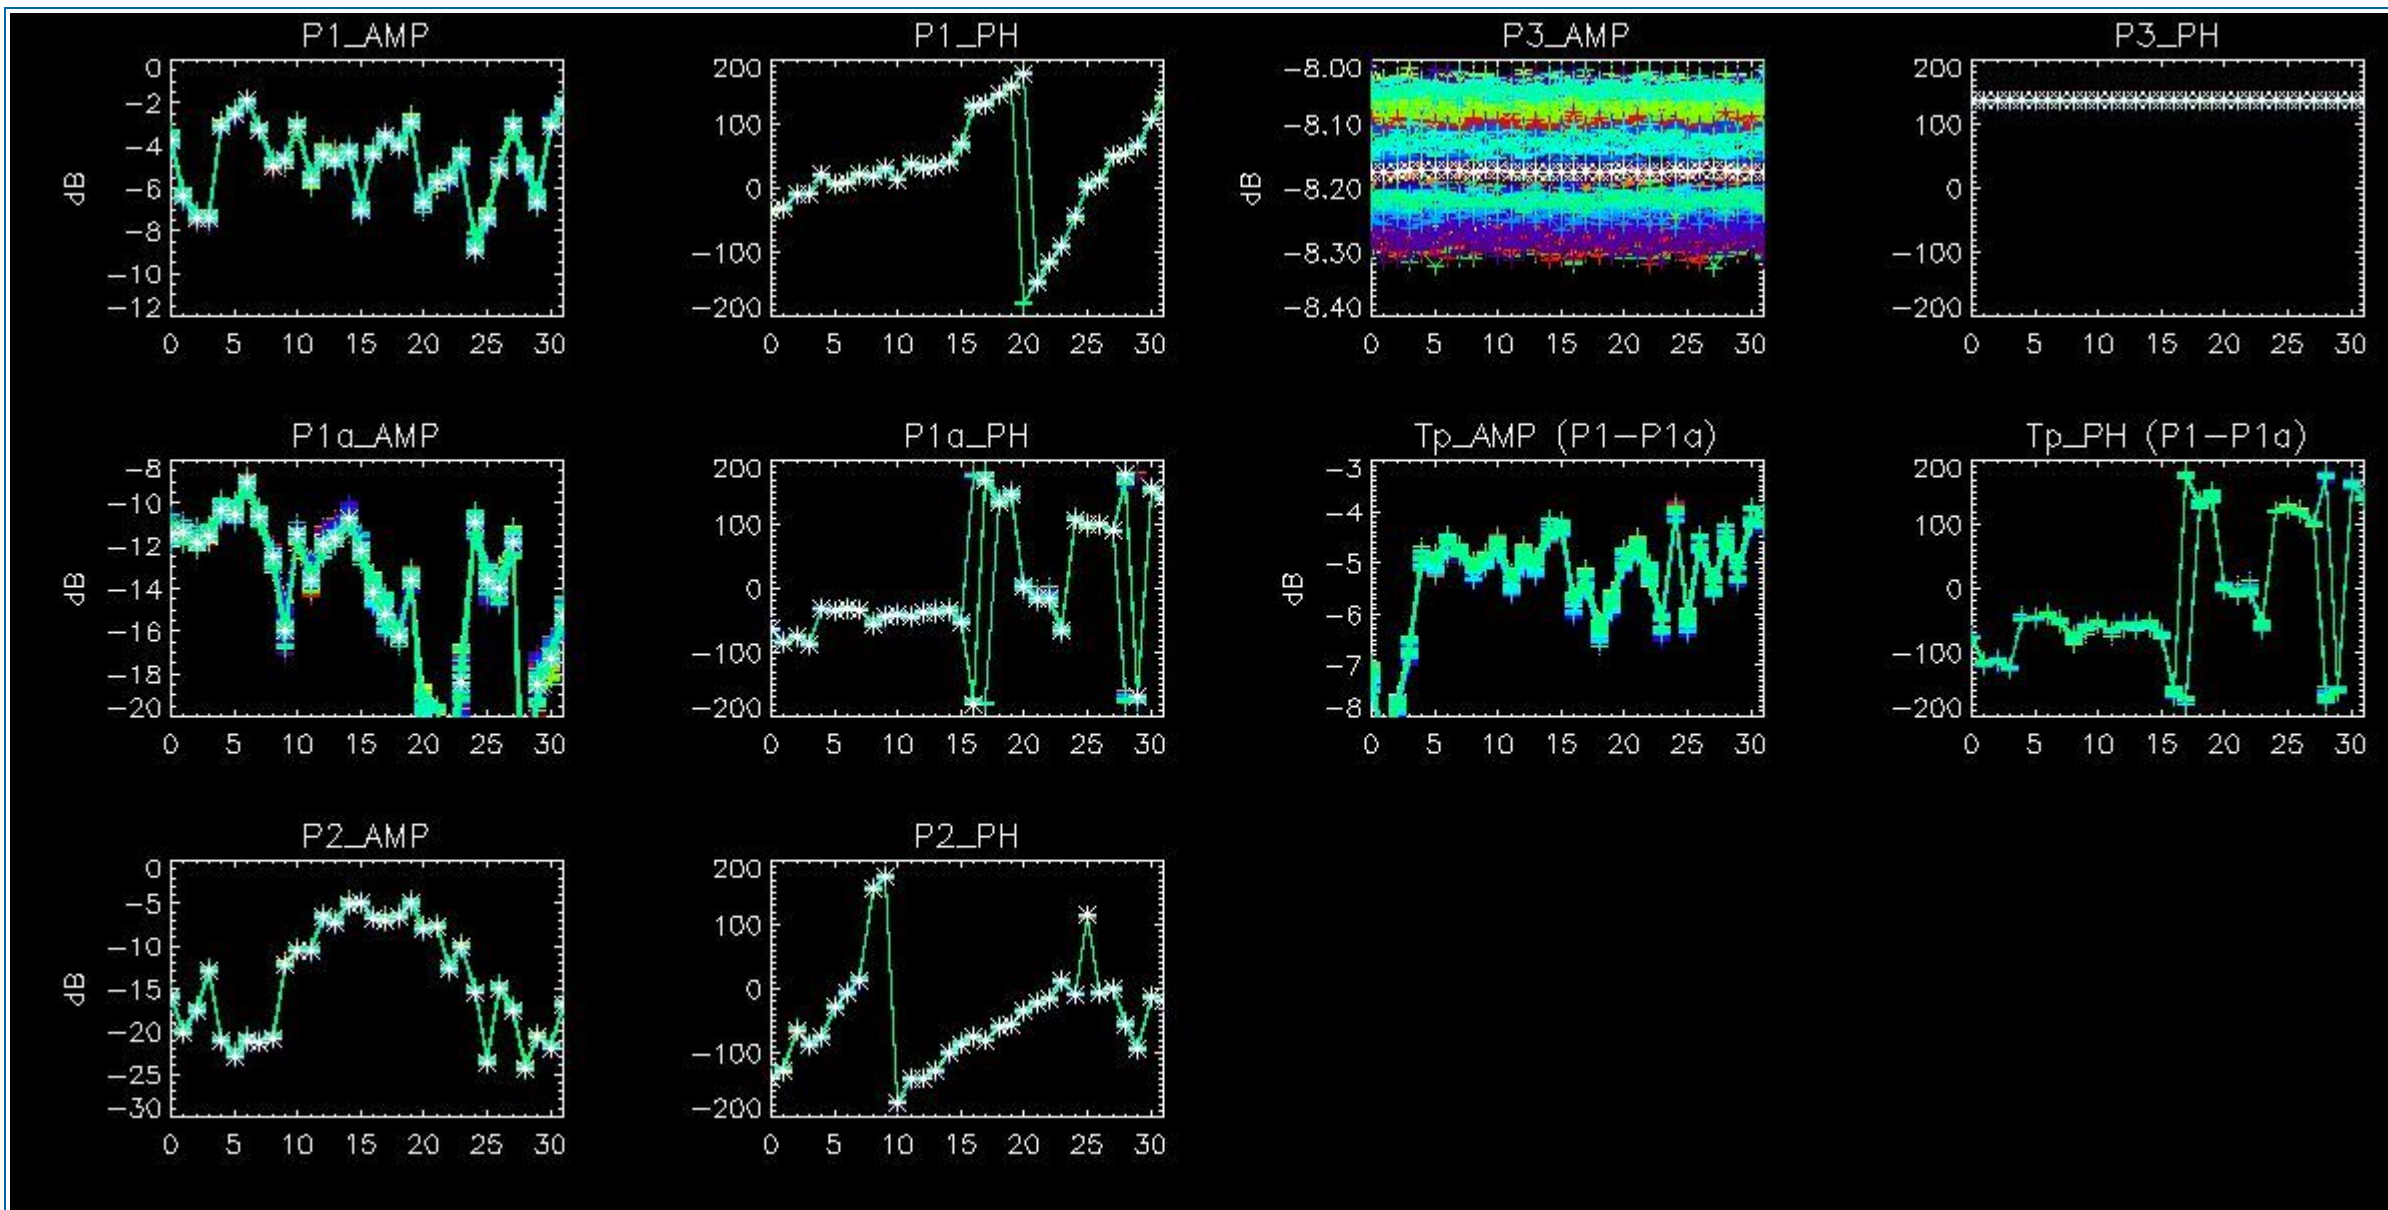 P1_AMP P1_PH P3_AMP P3_PH
0 200 −8.00 200
−2
−4 100 −8.10 100
dB −6 0 dB −8.20 0
−8
−10 −100 −8.30 −100
−12 −200 −8.40 −200
0 5 10 15 20 25 30 0 5 10 15 20 25 30 0 5 10 15 20 25 30 0 5 10 15 20 25 30
P1a_AMP P1a_PH Tp_AMP (P1−P1a) Tp_PH (P1−P1a)
−8 200 −3 200
−10 100 −4 100
−12
dB −14 0 dB −5 0
−16 −6
−18 −100 −7 −100
−20 −200 −8 −200
0 5 10 15 20 25 30 0 5 10 15 20 25 30 0 5 10 15 20 25 30 0 5 10 15 20 25 30
P2_AMP P2_PH
0 200
−5 100
−10
dB −15 0
−20 −100
−25
−30 −200
0 5 10 15 20 25 30 0 5 10 15 20 25 30